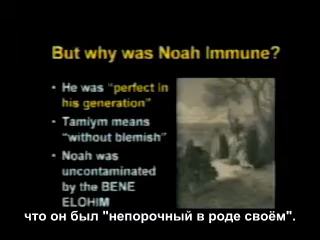 But why was Noah Immune?
• He was "perfect in
his generation"
• Tamiym means
"without blemish"
• Noah was
uncontaminated
by the BENE
ELOHIM
что он был "непорочный в роде своём".